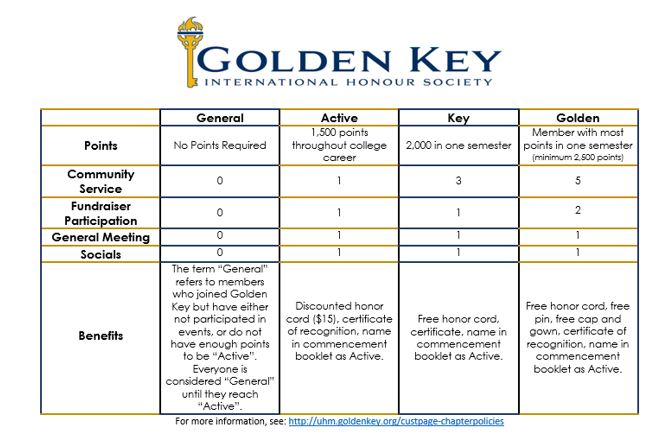 GOLDEN KEY
INTERNATIONAL HONOUR SOCIETY
General Active Key Golden
Points
No Points Required
1,500 points
throughout college
career
2,000 in one semester
Member with most
points in one semester
(minimum 2,500 points)
Community
Service
0 1 3 5
Fundraiser
Participation
0 1 1 2
General Meeting 0 1 1 1
Socials 0 1 1 1
Benefits
The term “General”
refers to members
who joined Golden
Key but have either
not participated in
events, or do not
have enough points
to be “Active”.
Everyone is
considered “General”
until they reach
“Active”.
Discounted honor
cord ($15), certificate
of recognition, name
in commencement
booklet as Active.
Free honor cord,
certificate, name in
commencement
booklet as Active.
Free honor cord, free
pin, free cap and
gown, certificate of
recognition, name in
commencement
booklet as Active.
For more information, see: http://uhm.goldenkey.org/custpage-chapterpolicies